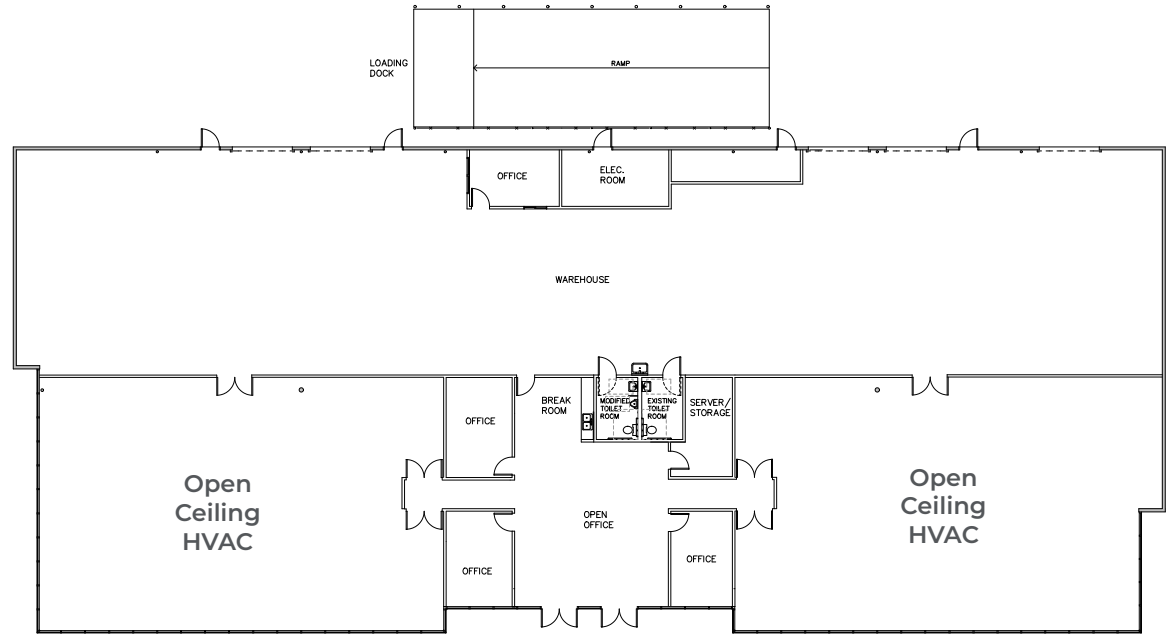 LOADING
DOCK
RAMP
OFFICE
ELEC.
ROOM
WAREHOUSE
BREAK
ROOM
MODIFIED
TOILET
ROOM
EXISTING
TOILET
ROOM
SERVER/
STORAGE
OFFICE
Open
Ceiling
HVAC
Open
Ceiling
HVAC
OPEN
OFFICE
OFFICE
OFFICE